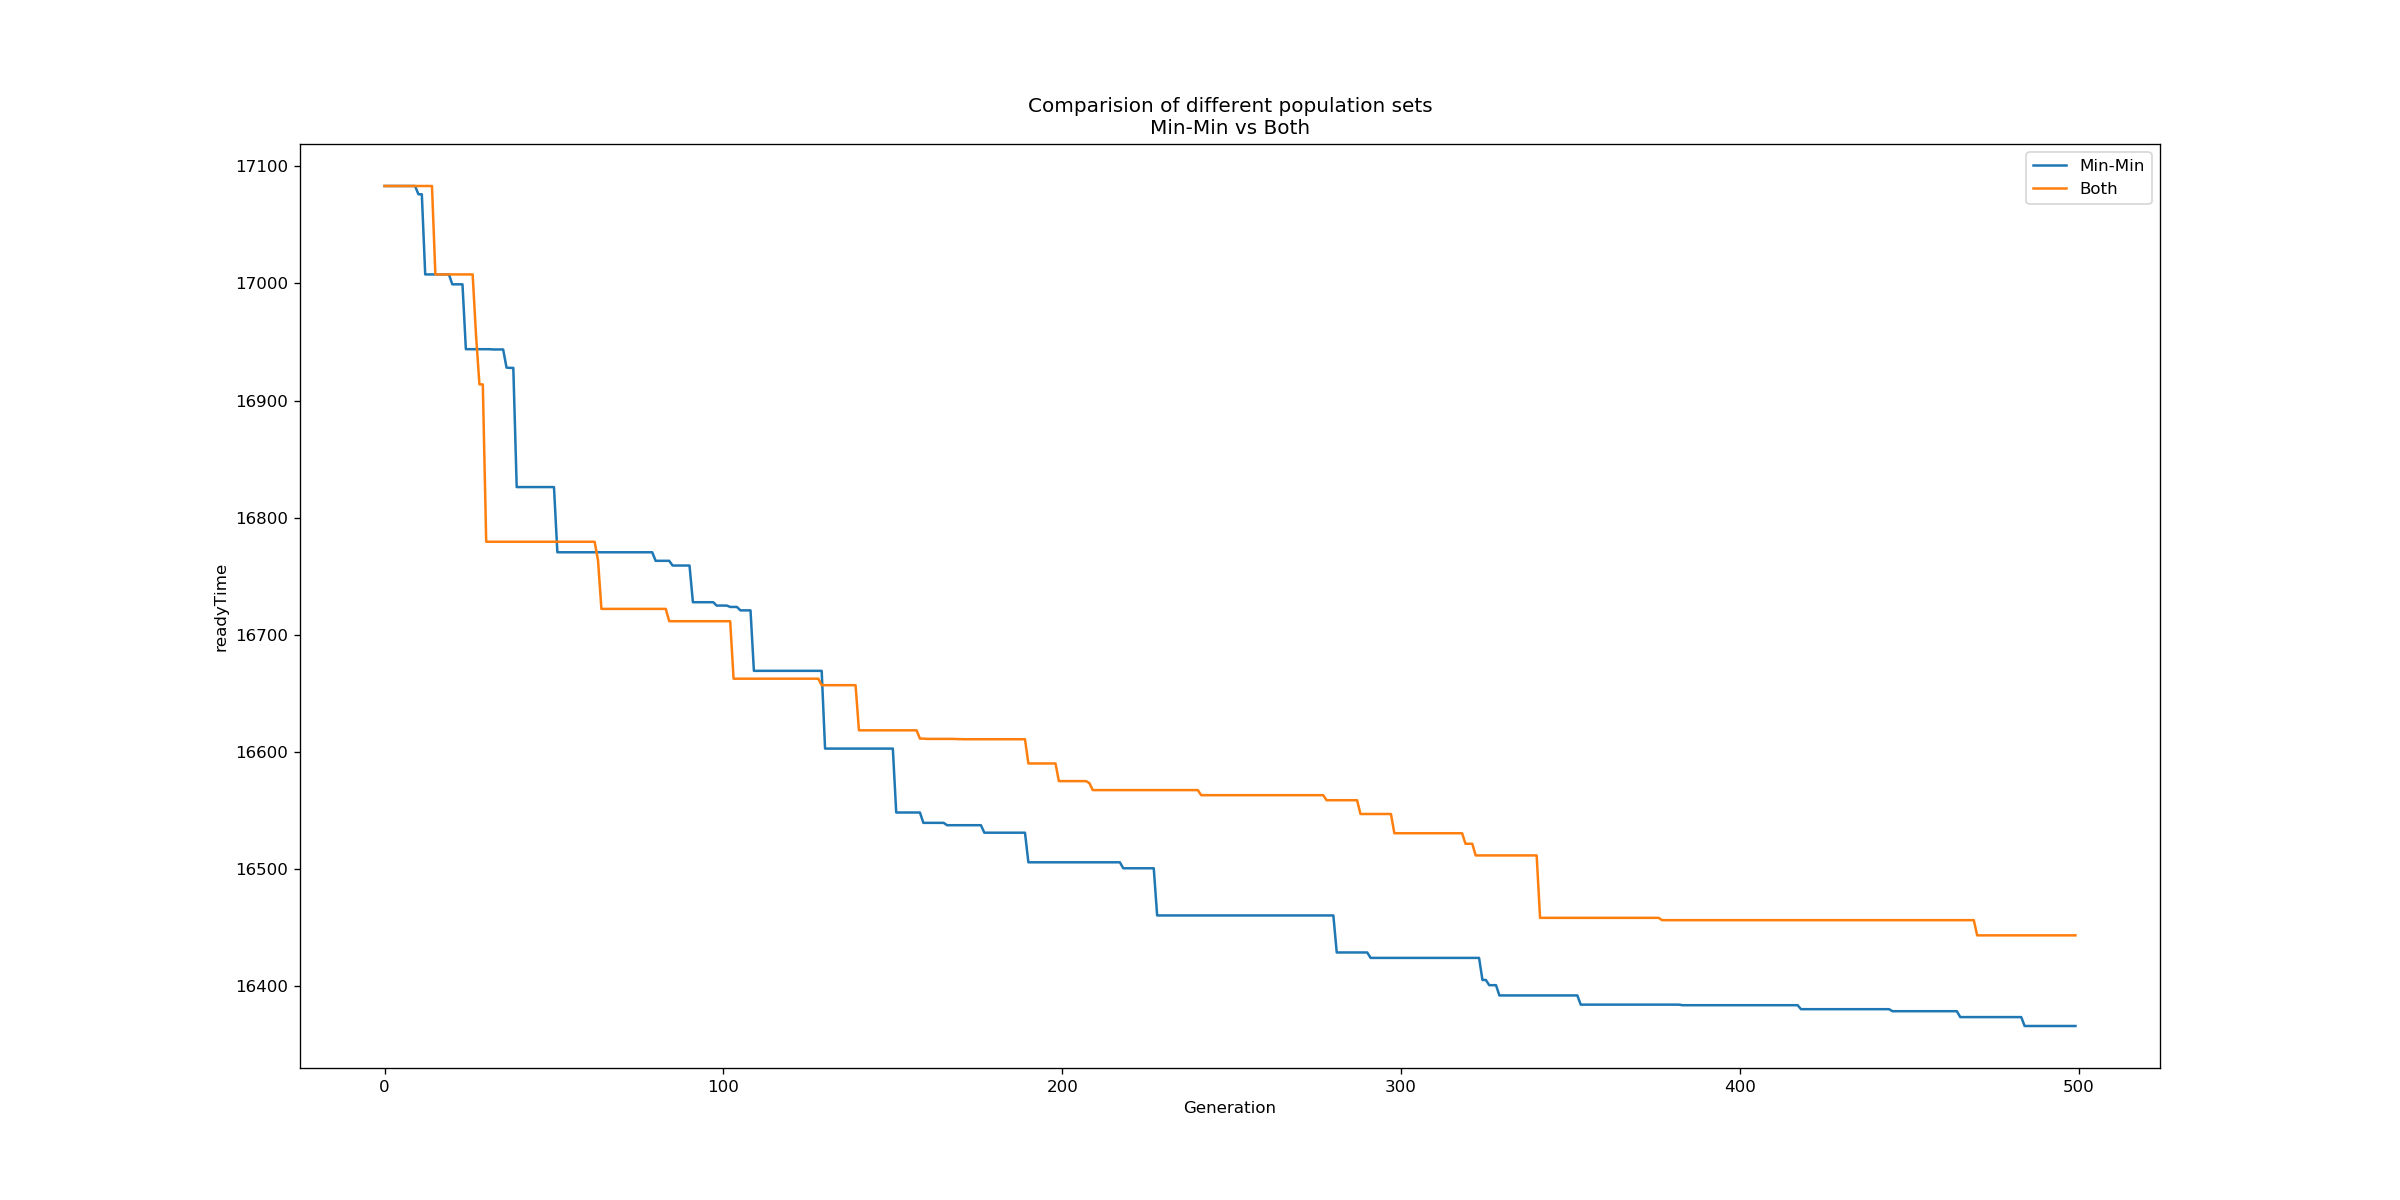 Comparision of different population sets
Min-Min vs Both
Min-Min
Both
17100
17000
16900
16800
16700
16600
16500
16400
readyTime
0 100 200 300 400 500
Generation